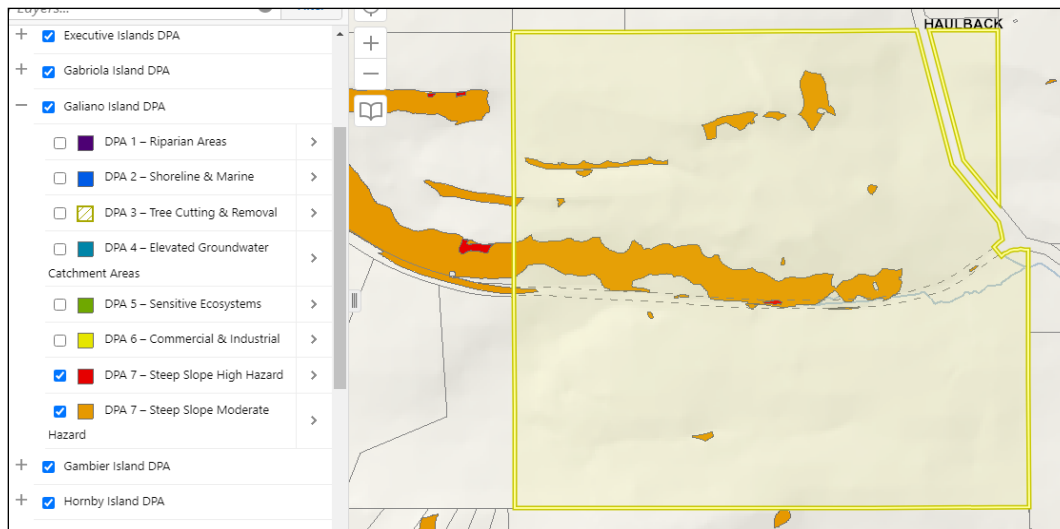 Layers...
Filter
Executive Islands DPA
Gabriola Island DPA
Galiano Island DPA
DPA 1 – Riparian Areas
DPA 2 – Shoreline & Marine
DPA 3 – Tree Cutting & Removal
DPA 4 – Elevated Groundwater
Catchment Areas
DPA 5 – Sensitive Ecosystems
DPA 6 – Commercial & Industrial
DPA 7 – Steep Slope High Hazard
DPA 7 – Steep Slope Moderate
Hazard
Gambier Island DPA
Hornby Island DPA
HAULBACK